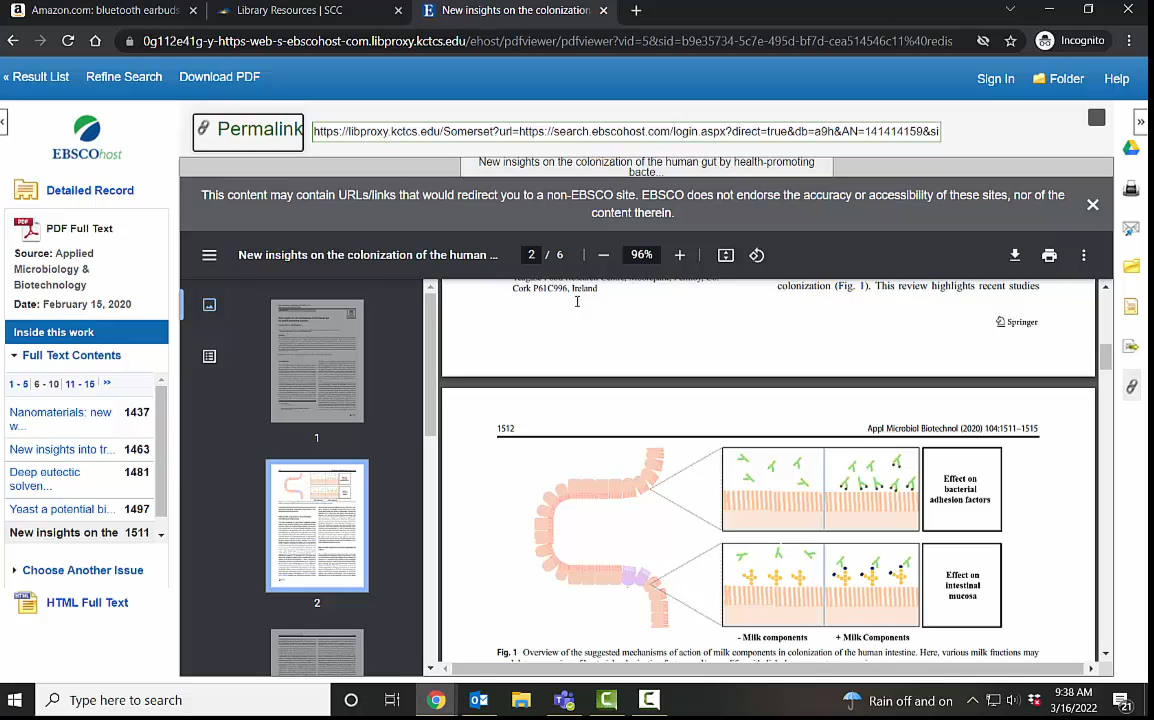 Amazon.com: bluetooth earbuds
Library Resources | SCC
New insights on the colonization
0g112e41g-y-https-web-s-ebscohost-com.libproxy.kctcs.edu/ehost/pdfviewer/pdfviewer?vid=5&sid=b9e35734-5c7e-495d-bf7d-cea514546c11%40redis
Incognito
« Result List
Refine Search
Download PDF
Sign In
Folder
Help
Permalink
https://libproxy.kctcs.edu/Somerset?url=https://search.ebscohost.com/login.aspx?direct=true&db=a9h&AN=141414159&si
EBSCOhost
New insights on the colonization of the human gut by health-promoting
bacte...
Detailed Record
This content may contain URLs/links that would redirect you to a non-EBSCO site. EBSCO does not endorse the accuracy or accessibility of these sites, nor of the
content therein.
PDF Full Text
Source: Applied
Microbiology &
Biotechnology
Date: February 15, 2020
New insights on the colonization of the human ...
2 / 6
96%
Inside this work
Full Text Contents
1 - 5 6 - 10 11 - 15 »
Nanomaterials: new w... 1437
New insights into tr... 1463
Deep eutectic solven... 1481
Yeast a potential bi... 1497
New insights on the 1511
Choose Another Issue
HTML Full Text
1
2
Cork P61C996, Ireland
colonization (Fig. 1). This review highlights recent studies
Springer
1512
Appl Microbiol Biotechnol (2020) 104:1511–1515
Effect on
bacterial
adhesion factors
Effect on
intestinal
mucosa
- Milk components
+ Milk Components
Fig. 1 Overview of the suggested mechanisms of action of milk components in colonization of the human intestine. Here, various milk fractions may
Type here to search
Rain off and on
9:38 AM
3/16/2022
21